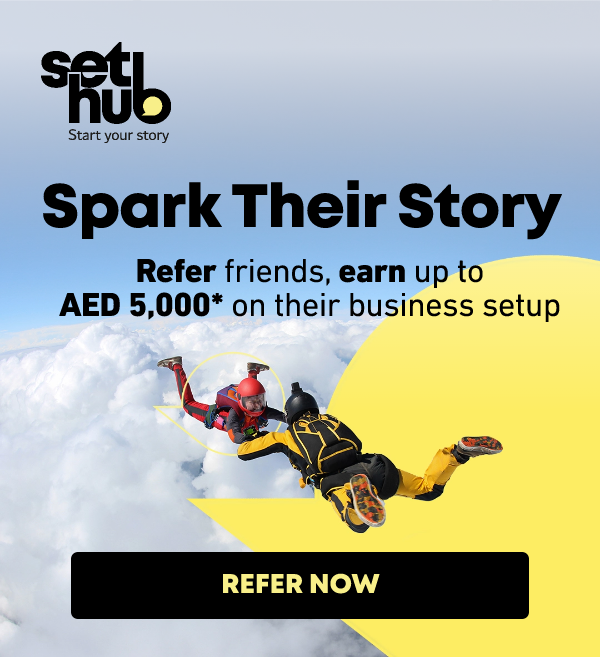 set
hub
Start your story
Spark Their Story
Refer friends, earn up to
AED 5,000* on their business setup
REFER NOW